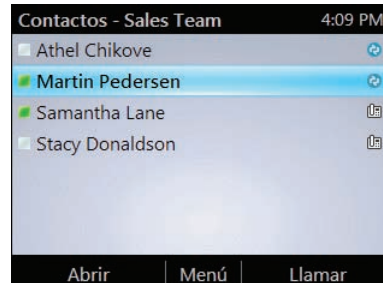 Contactos - Sales Team 4:09 PM
Athel Chikove
Martin Pedersen
Samantha Lane
Stacy Donaldson
Abrir Menú Llamar